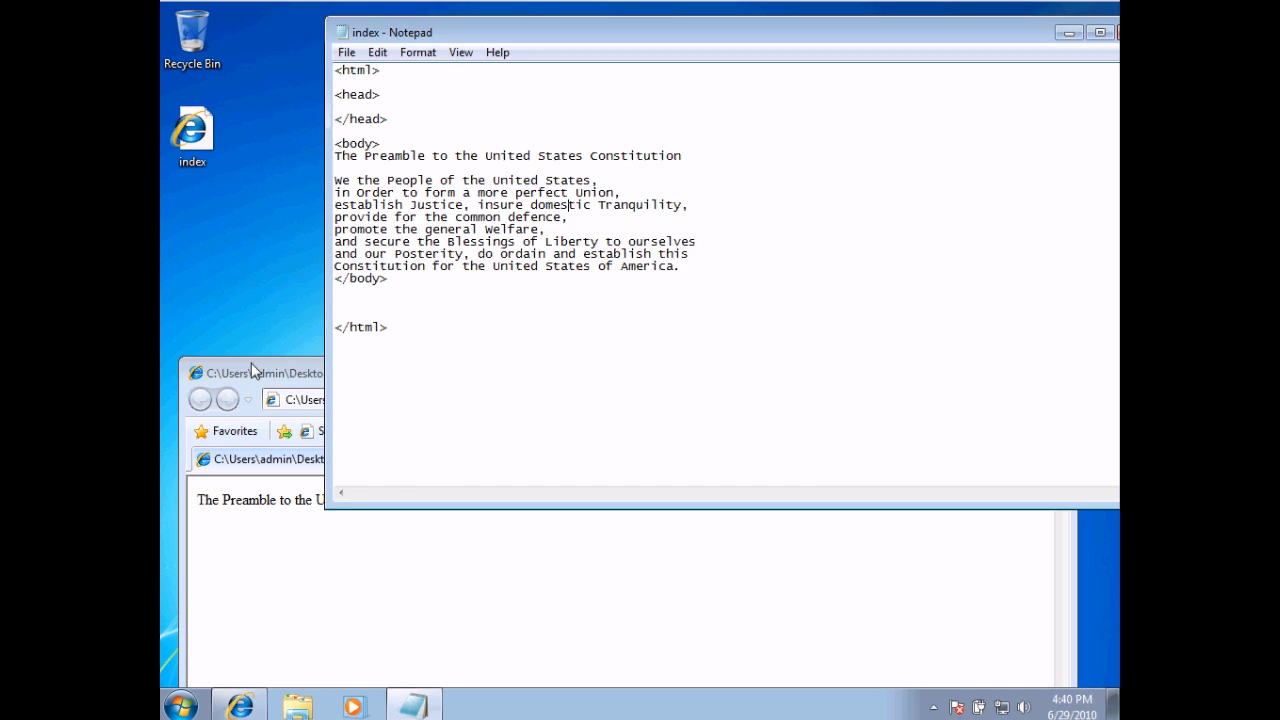 Recycle Bin
index
index - Notepad
File Edit Format View Help
<html>
<head>
</head>
<body>
The Preamble to the United States Constitution
We the People of the United States,
in Order to form a more perfect Union,
establish Justice, insure domestic Tranquility,
provide for the common defence,
promote the general Welfare,
and secure the Blessings of Liberty to ourselves
and our Posterity, do ordain and establish this
Constitution for the United States of America.
</body>
</html>
C:\Users\admin\Deskto
C:\Users
Favorites S
C:\Users\admin\Deskt
The Preamble to the U
4:40 PM
6/29/2010